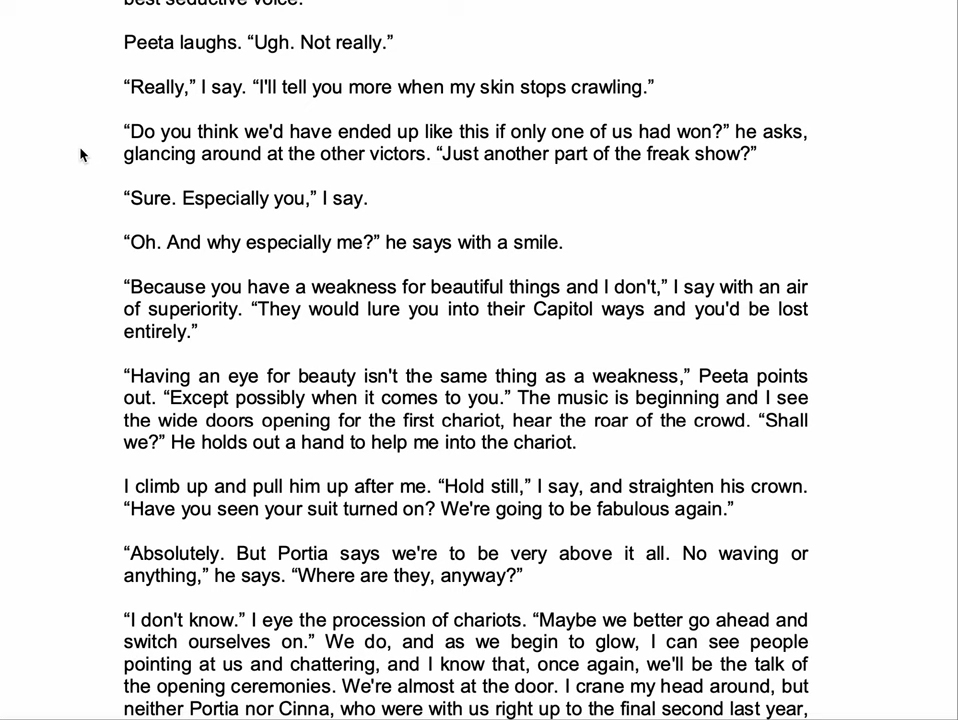 best seductive voice.
Peeta laughs. “Ugh. Not really.”
“Really,” I say. “I'll tell you more when my skin stops crawling.”
“Do you think we'd have ended up like this if only one of us had won?” he asks,
glancing around at the other victors. “Just another part of the freak show?”
“Sure. Especially you,” I say.
“Oh. And why especially me?” he says with a smile.
“Because you have a weakness for beautiful things and I don't,” I say with an air
of superiority. “They would lure you into their Capitol ways and you'd be lost
entirely.”
“Having an eye for beauty isn't the same thing as a weakness,” Peeta points
out. “Except possibly when it comes to you.” The music is beginning and I see
the wide doors opening for the first chariot, hear the roar of the crowd. “Shall
we?” He holds out a hand to help me into the chariot.
I climb up and pull him up after me. “Hold still,” I say, and straighten his crown.
“Have you seen your suit turned on? We're going to be fabulous again.”
“Absolutely. But Portia says we're to be very above it all. No waving or
anything,” he says. “Where are they, anyway?”
“I don't know.” I eye the procession of chariots. “Maybe we better go ahead and
switch ourselves on.” We do, and as we begin to glow, I can see people
pointing at us and chattering, and I know that, once again, we'll be the talk of
the opening ceremonies. We're almost at the door. I crane my head around, but
neither Portia nor Cinna, who were with us right up to the final second last year,